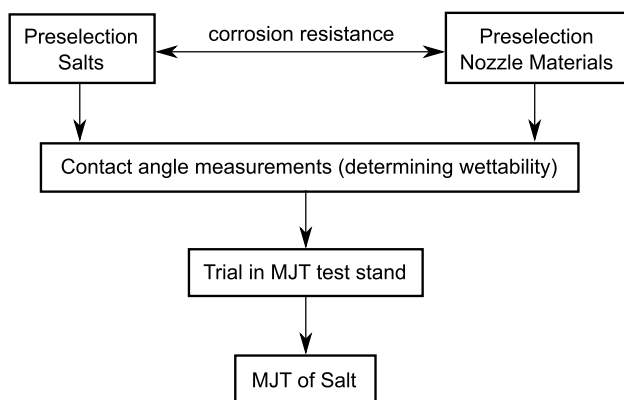 Preselection
Salts
corrosion resistance
Preselection
Nozzle Materials
Contact angle measurements (determining wettability)
Trial in MJT test stand
MJT of Salt